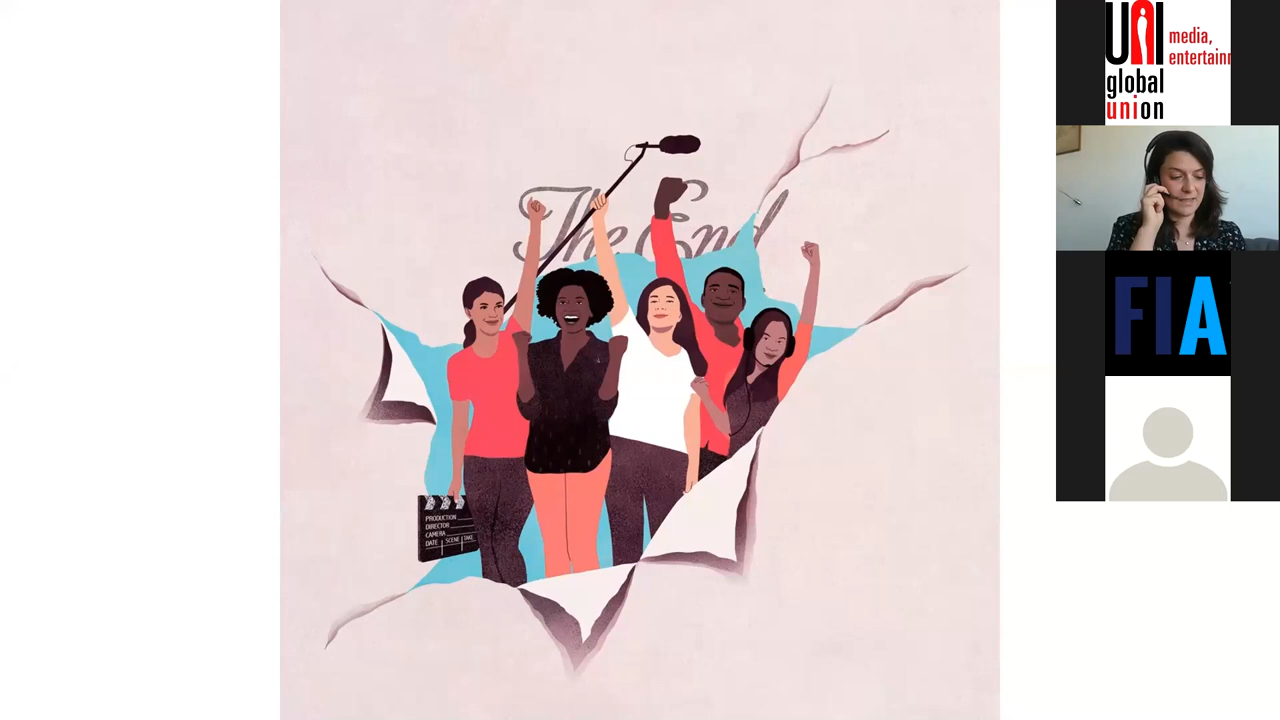 The End
PRODUCTION
DIRECTOR
CAMERA
DATE SCENE TAKE
UNI
global
union
media,
entertainm
FIA